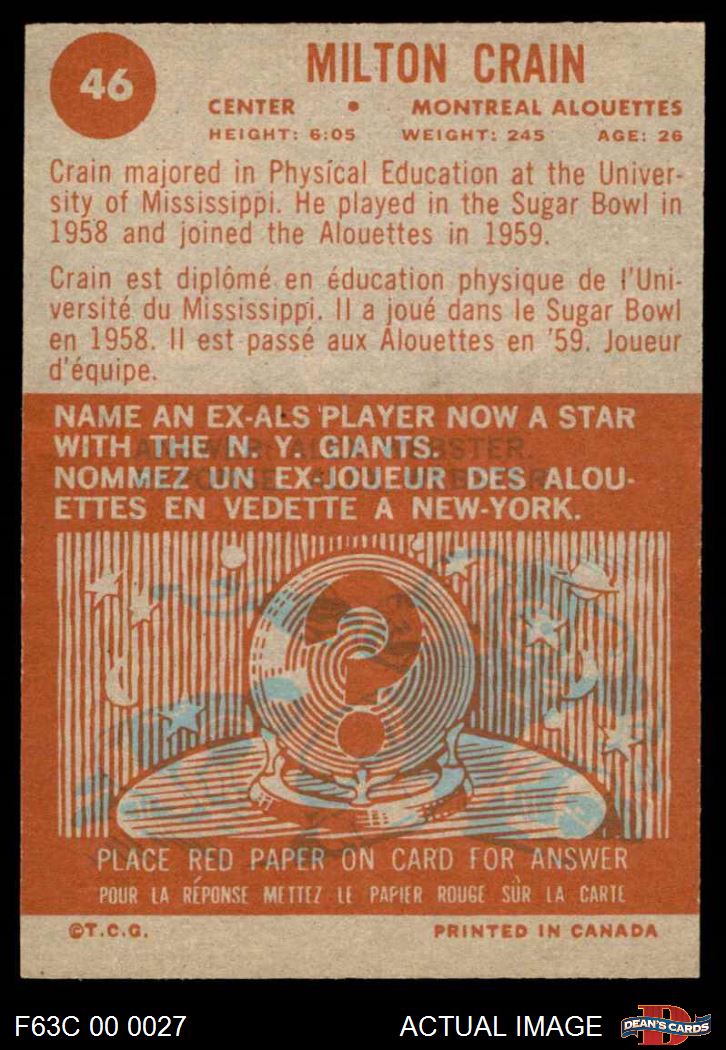 46
MILTON CRAIN
CENTER • MONTREAL ALOUETTES
HEIGHT: 6:05 WEIGHT: 245 AGE: 26
Crain majored in Physical Education at the Univer-
sity of Mississippi. He played in the Sugar Bowl in
1958 and joined the Alouettes in 1959.
Crain est diplômé en éducation physique de l'Uni-
versité du Mississippi. Il a joué dans le Sugar Bowl
en 1958. Il est passé aux Alouettes en '59. Joueur
d'équipe.
NAME AN EX-ALS PLAYER NOW A STAR
WITH THE N. Y. GIANTS.
ANSWER: ALEX WEBSTER.
NOMMEZ UN EX-JOUEUR DES ALOU-
ETTES EN VEDETTE A NEW-YORK.
?
PLACE RED PAPER ON CARD FOR ANSWER
POUR LA RÉPONSE METTEZ LE PAPIER ROUGE SUR LA CARTE
©T.C.G. PRINTED IN CANADA
F63C 00 0027 ACTUAL IMAGE
D
DEAN'S CARDS